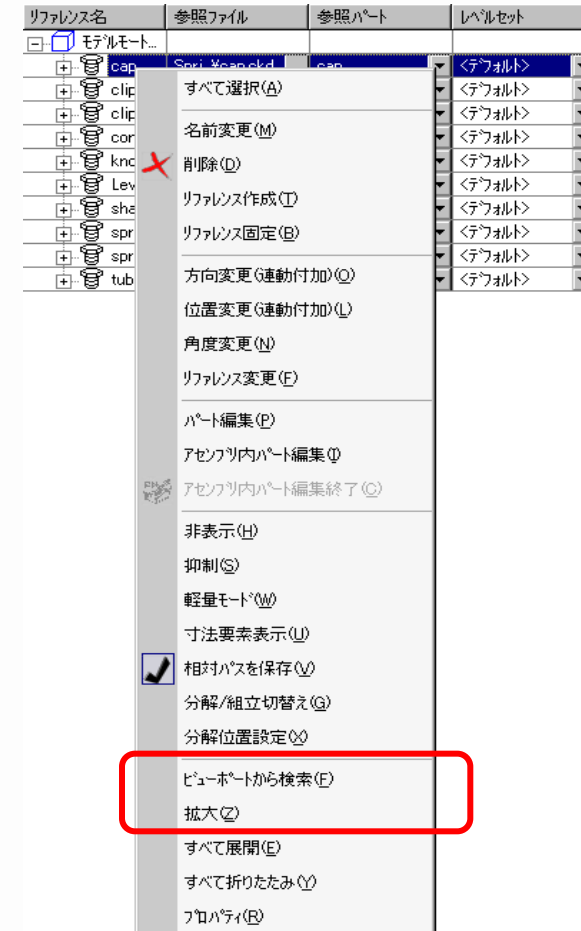 リファレンス名 参照ファイル 参照パート レベルセット
モデルモート...
cap Spri_¥cap.ckd cap <デフォルト>
clip <デフォルト>
clip <デフォルト>
cor <デフォルト>
kno <デフォルト>
Lev <デフォルト>
sha <デフォルト>
spr <デフォルト>
spr <デフォルト>
tub <デフォルト>
すべて選択(A)
名前変更(M)
削除(D)
リファレンス作成(T)
リファレンス固定(B)
方向変更(連動付加)(O)
位置変更(連動付加)(L)
角度変更(N)
リファレンス変更(F)
パート編集(P)
アセンブリ内パート編集(I)
アセンブリ内パート編集終了(C)
非表示(H)
抑制(S)
軽量モード(W)
寸法要素表示(U)
相対パスを保存(V)
分解/組立切替え(G)
分解位置設定(X)
ビューポートから検索(F)
拡大(Z)
すべて展開(E)
すべて折りたたみ(Y)
プロパティ(R)